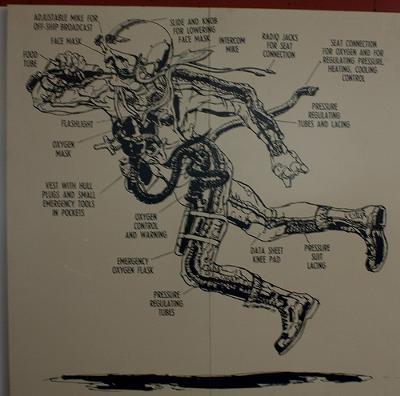 ADJUSTABLE MIKE FOR
OFF-SHIP BROADCAST
FACE MASK
FOOD
TUBE
SLIDE AND KNOB
FOR LOWERING
FACE MASK
INTERCOM
MIKE
RADIO JACKS
FOR SEAT
CONNECTION
SEAT CONNECTION
FOR OXYGEN AND FOR
REGULATING PRESSURE,
HEATING, COOLING
CONTROL
PRESSURE
REGULATING
TUBES AND LACING
FLASHLIGHT
OXYGEN
MASK
VEST WITH HULL
PLUGS AND SMALL
EMERGENCY TOOLS
IN POCKETS
OXYGEN
CONTROL
AND WARNING
EMERGENCY
OXYGEN FLASK
PRESSURE
REGULATING
TUBES
DATA SHEET
KNEE PAD
PRESSURE
SUIT
LACING